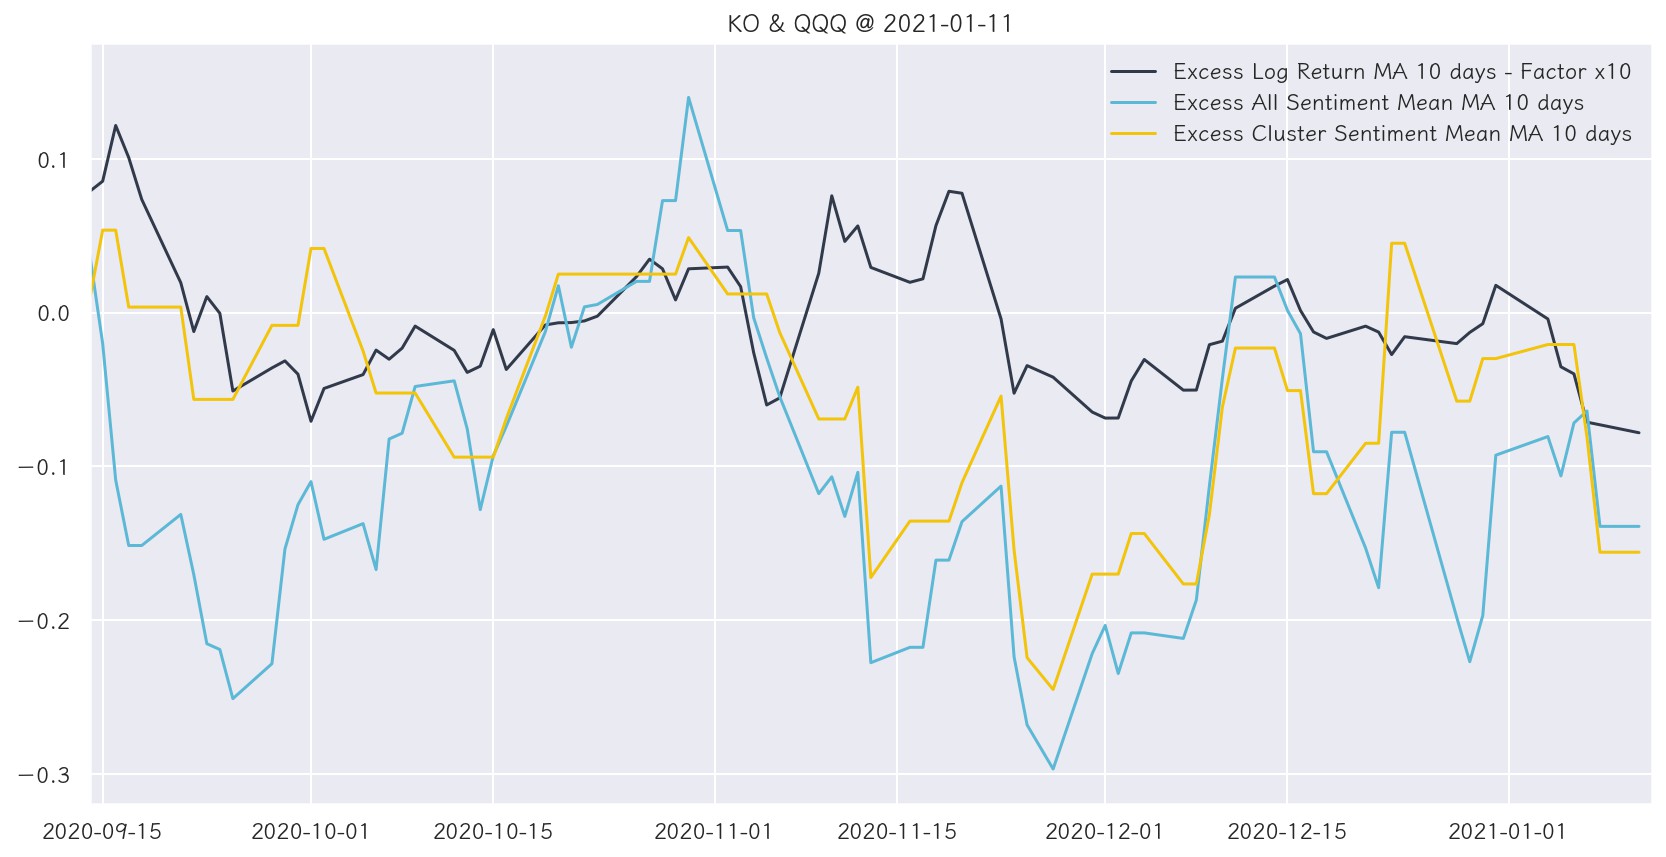 KO & QQQ @ 2021-01-11
Excess Log Return MA 10 days - Factor x10
Excess All Sentiment Mean MA 10 days
Excess Cluster Sentiment Mean MA 10 days
0.1
0.0
−0.1
−0.2
−0.3
2020-09-15 2020-10-01 2020-10-15 2020-11-01 2020-11-15 2020-12-01 2020-12-15 2021-01-01